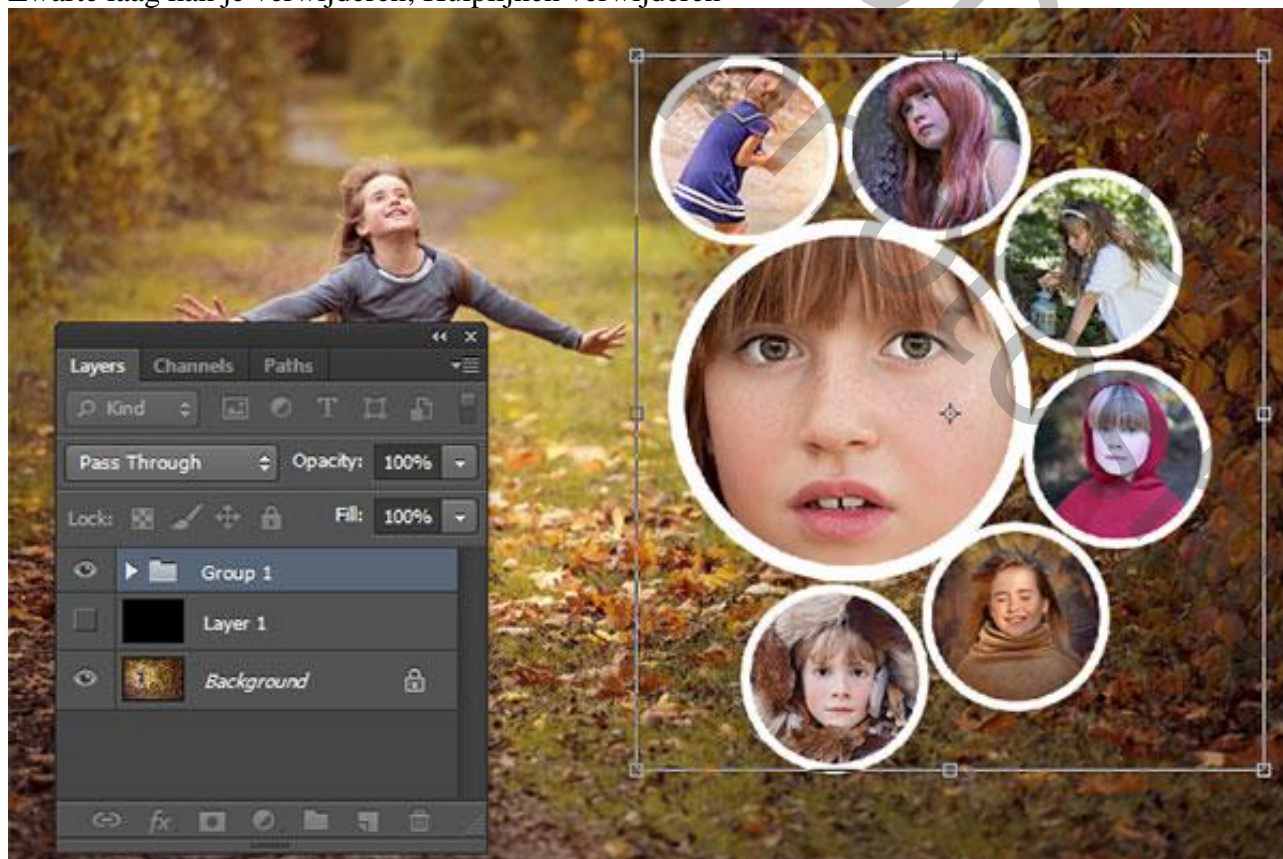 Zwarte laag kan je verwijderen; Hulplijnen verwijderen
Layers Channels Paths
Kind
Pass Through Opacity: 100%
Lock: Fill: 100%
Group 1
Layer 1
Background
fx